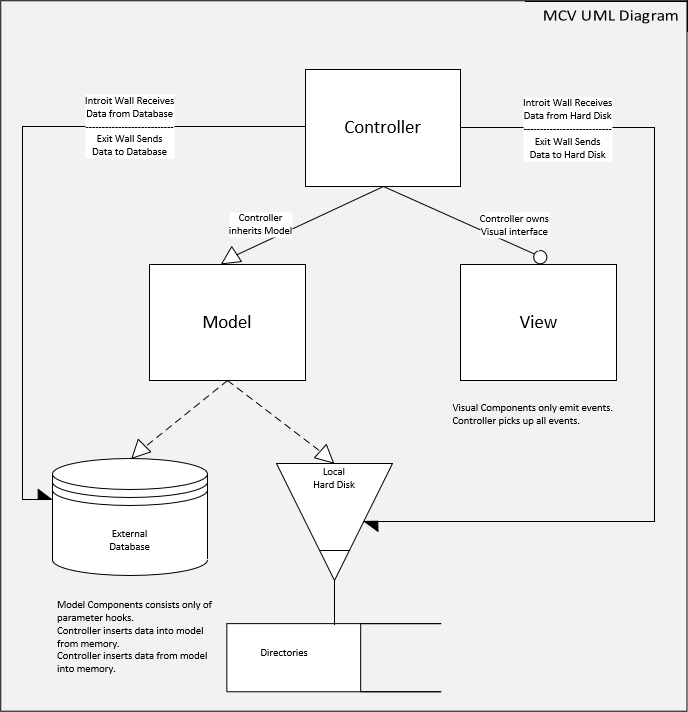 MCV UML Diagram
Introit Wall Receives
Data from Database
Exit Wall Sends
Data to Database
Controller
Introit Wall Receives
Data from Hard Disk
Exit Wall Sends
Data to Hard Disk
Controller
inherits Model
Controller owns
Visual interface
Model
View
Visual Components only emit events.
Controller picks up all events.
Local
Hard Disk
External
Database
Model Components consists only of
parameter hooks.
Controller inserts data into model
from memory.
Controller inserts data from model
into memory.
Directories